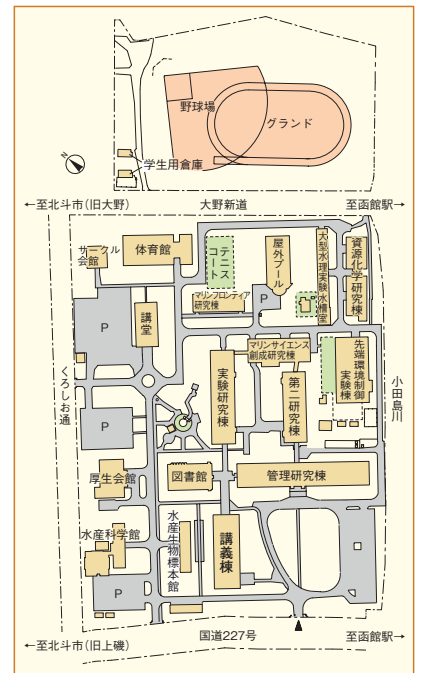 野球場
グランド
N
学生用倉庫
←至北斗市(旧大野)
大野新道
至函館駅→
サークル
会館
体育館
テニス
コート
屋外プール
大型水理実験水槽室
資源化学研究棟
マリンフロンティア
研究棟
P
P
講堂
マリンサイエンス
創成研究棟
先端環境制御
実験棟
小田島川
くろしお通
実験研究棟
第二研究棟
P
厚生会館
図書館
管理研究棟
水産科学館
水産生物標本館
講義棟
P
国道227号
←至北斗市(旧上磯)
至函館駅→